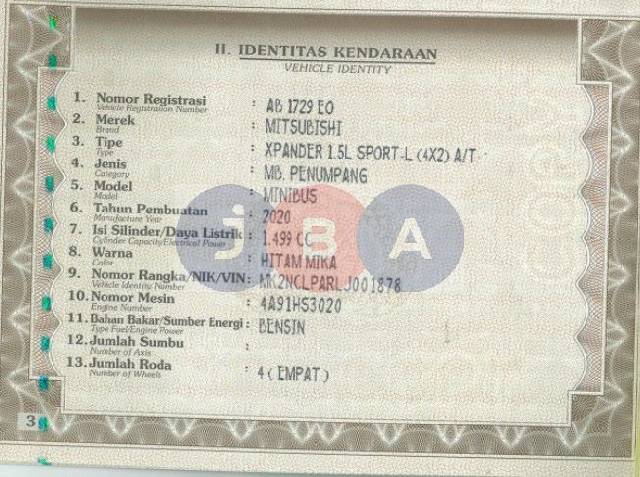 II. IDENTITAS KENDARAAN
VEHICLE IDENTITY
1. Nomor Registrasi : AB 1729 EO
Vehicle Registration Number
2. Merek : MITSUBISHI
Brand
3. Tipe : XPANDER 1.5L SPORT-L (4X2) A/T
Type
4. Jenis : MB. PENUMPANG
Category
5. Model : MINIBUS
Model
6. Tahun Pembuatan : 2020
Manufacture Year
7. Isi Silinder/Daya Listrik : 1.499 CC
Cylinder Capacity/Electrical Power
8. Warna : HITAM MIKA
Color
9. Nomor Rangka/NIK/VIN : MK2NCLPARLJ001878
Vehicle Identity Number
10. Nomor Mesin : 4A91HS3020
Engine Number
11. Bahan Bakar/Sumber Energi : BENSIN
Type Fuel/Engine Power
12. Jumlah Sumbu :
Number of Axis
13. Jumlah Roda : 4 ( EMPAT )
Number of Wheels
JBA
3